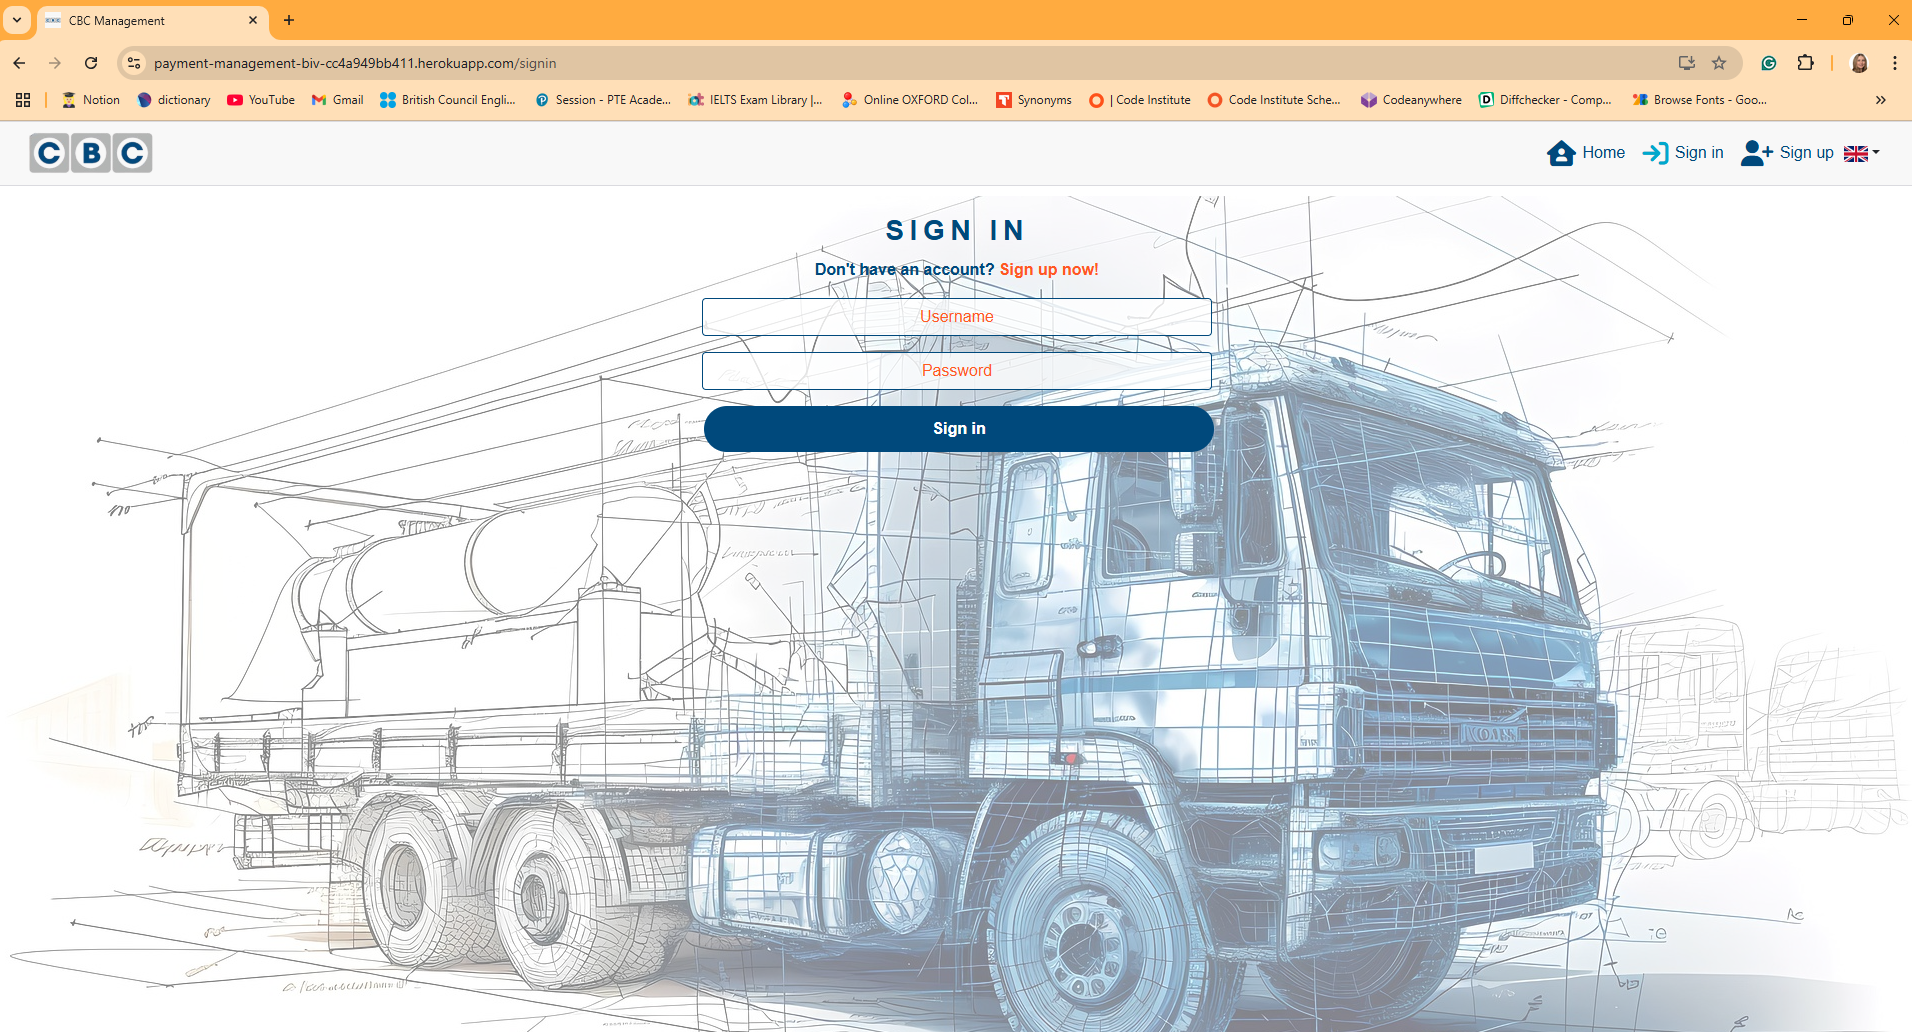 CBC Management
payment-management-biv-cc4a949bb411.herokuapp.com/signin
Notion dictionary YouTube Gmail British Council Engli... Session - PTE Acade... IELTS Exam Library |... Online OXFORD Col... Synonyms | Code Institute Code Institute Sche... Codeanywhere Diffchecker - Comp... Browse Fonts - Goo...
C B C
Home Sign in Sign up
SIGN IN
Don't have an account? Sign up now!
Username
Password
Sign in